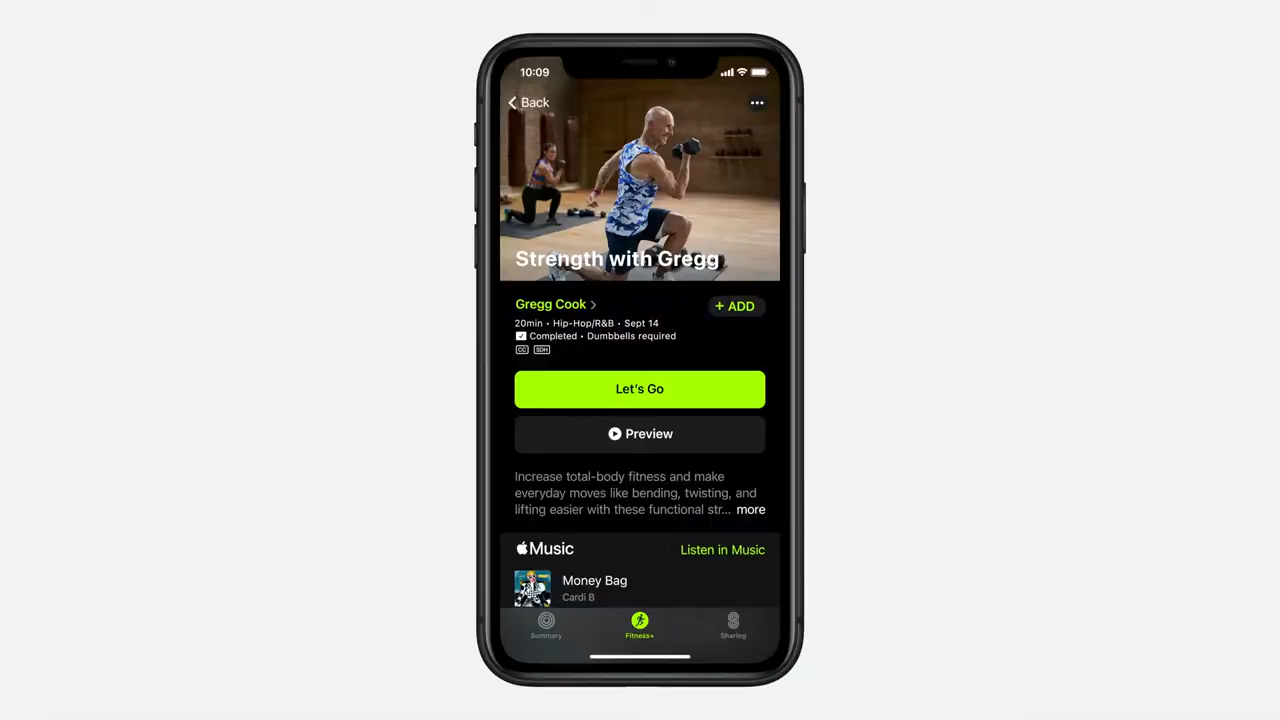 10:09
Back
Strength with Gregg
Gregg Cook
+ ADD
20min • Hip-Hop/R&B • Sept 14
Completed • Dumbbells required
CC SDH
Let's Go
Preview
Increase total-body fitness and make
everyday moves like bending, twisting, and
lifting easier with these functional str... more
Music
Listen in Music
Money Bag
Cardi B
Summary
Fitness+
Sharing